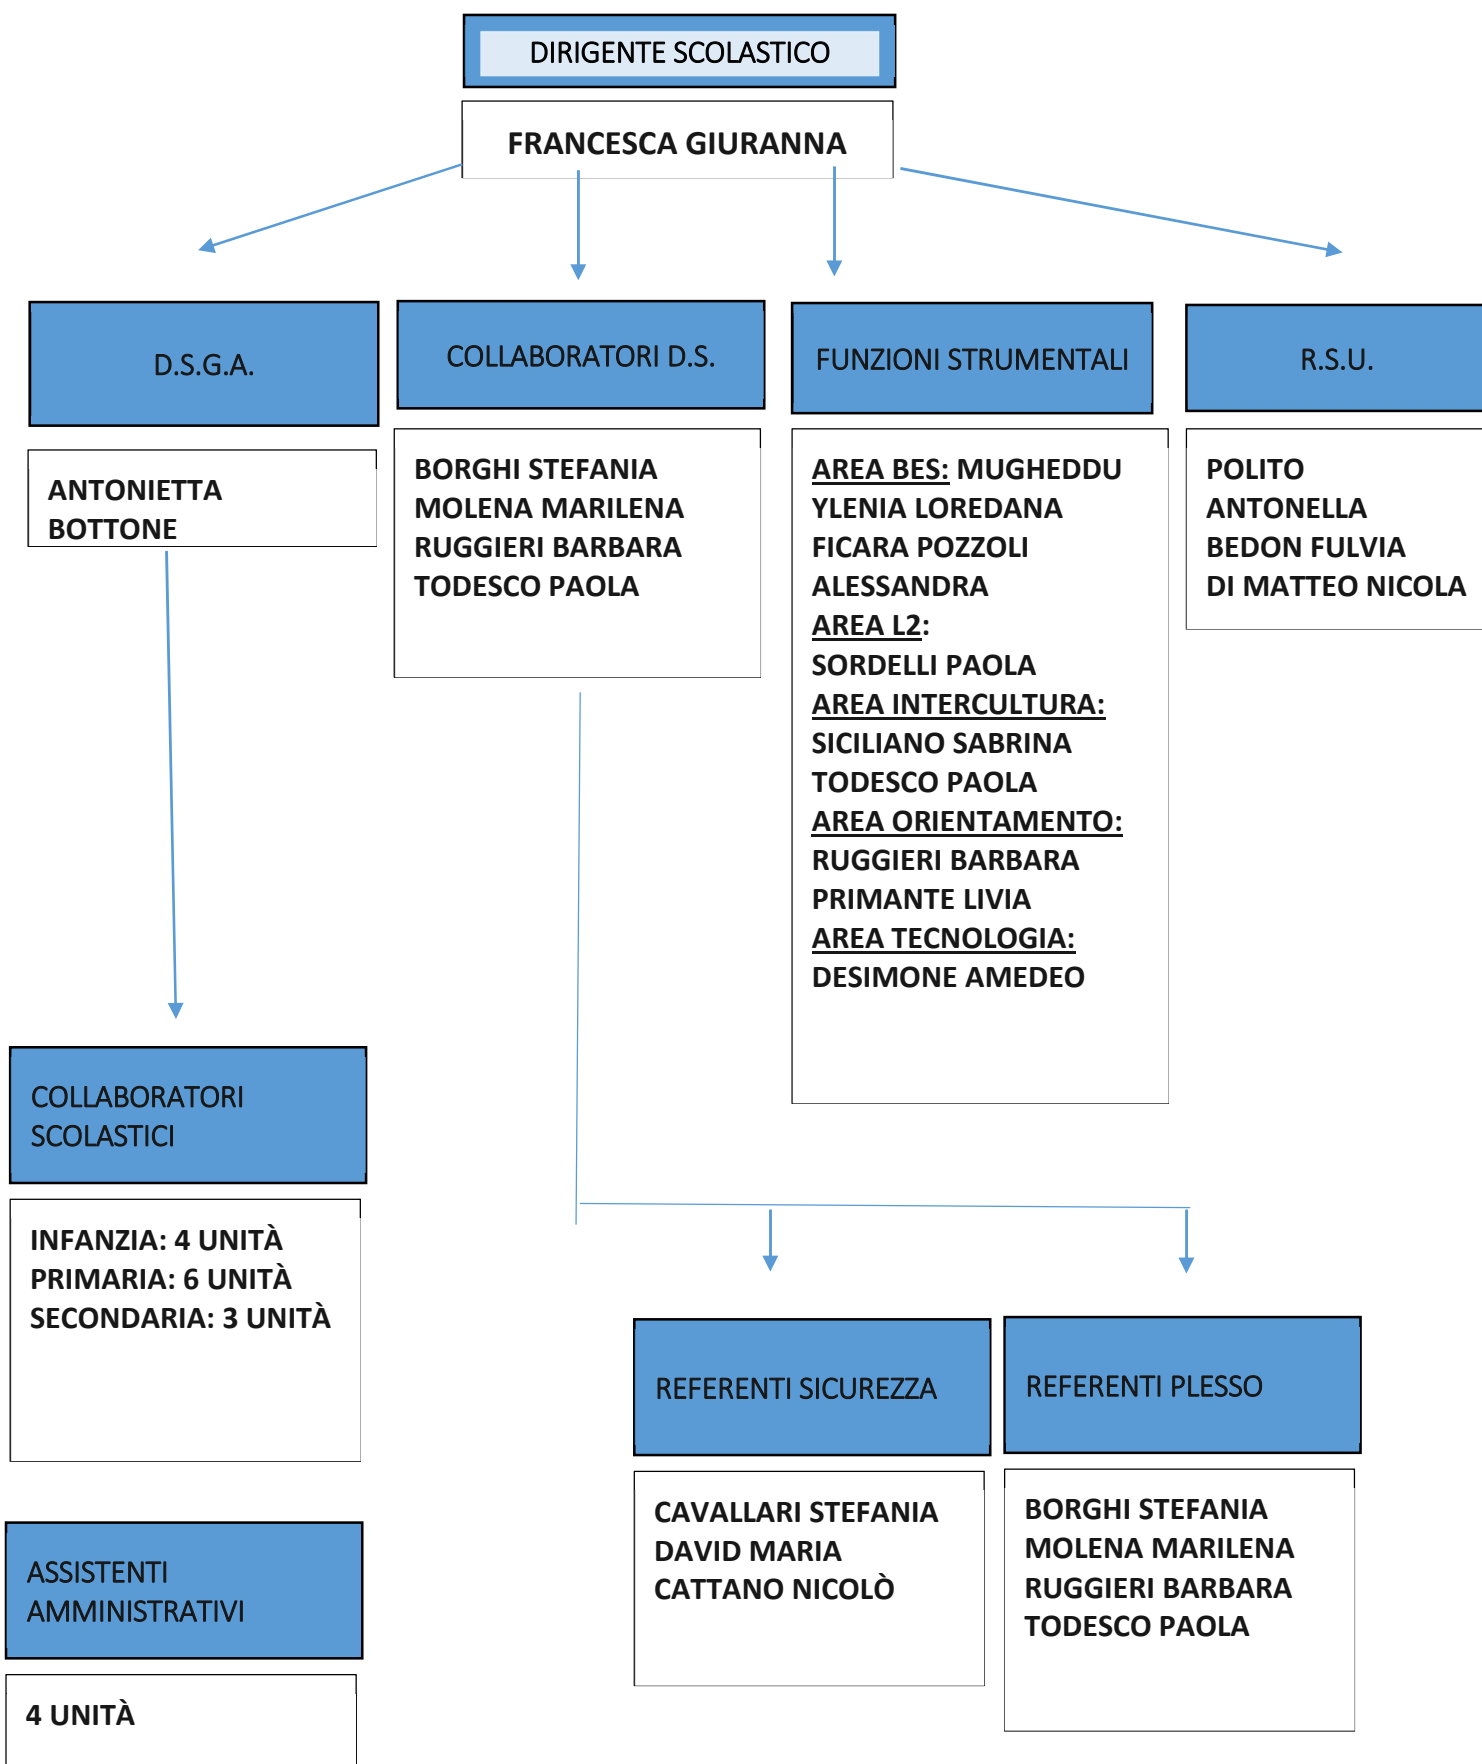 DIRIGENTE SCOLASTICO
FRANCESCA GIURANNA
D.S.G.A.
ANTONIETTA
BOTTONE
COLLABORATORI D.S.
BORGHI STEFANIA
MOLENA MARILENA
RUGGIERI BARBARA
TODESCO PAOLA
FUNZIONI STRUMENTALI
AREA BES: MUGHEDDU
YLENIA LOREDANA
FICARA POZZOLI
ALESSANDRA
AREA L2:
SORDELLI PAOLA
AREA INTERCULTURA:
SICILIANO SABRINA
TODESCO PAOLA
AREA ORIENTAMENTO:
RUGGIERI BARBARA
PRIMANTE LIVIA
AREA TECNOLOGIA:
DESIMONE AMEDEO
R.S.U.
POLITO
ANTONELLA
BEDON FULVIA
DI MATTEO NICOLA
COLLABORATORI
SCOLASTICI
INFANZIA: 4 UNITÀ
PRIMARIA: 6 UNITÀ
SECONDARIA: 3 UNITÀ
REFERENTI SICUREZZA
CAVALLARI STEFANIA
DAVID MARIA
CATTANO NICOLÒ
REFERENTI PLESSO
BORGHI STEFANIA
MOLENA MARILENA
RUGGIERI BARBARA
TODESCO PAOLA
ASSISTENTI
AMMINISTRATIVI
4 UNITÀ